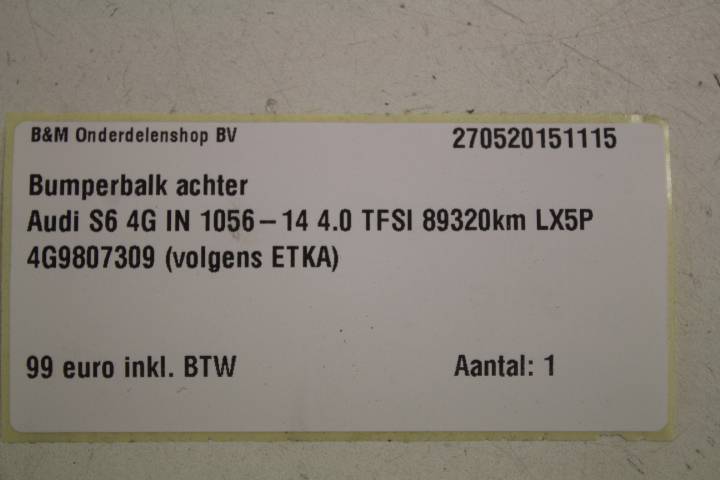 B&M Onderdelenshop BV 270520151115
Bumperbalk achter
Audi S6 4G IN 1056-14 4.0 TFSI 89320km LX5P
4G9807309 (volgens ETKA)
99 euro inkl. BTW Aantal: 1